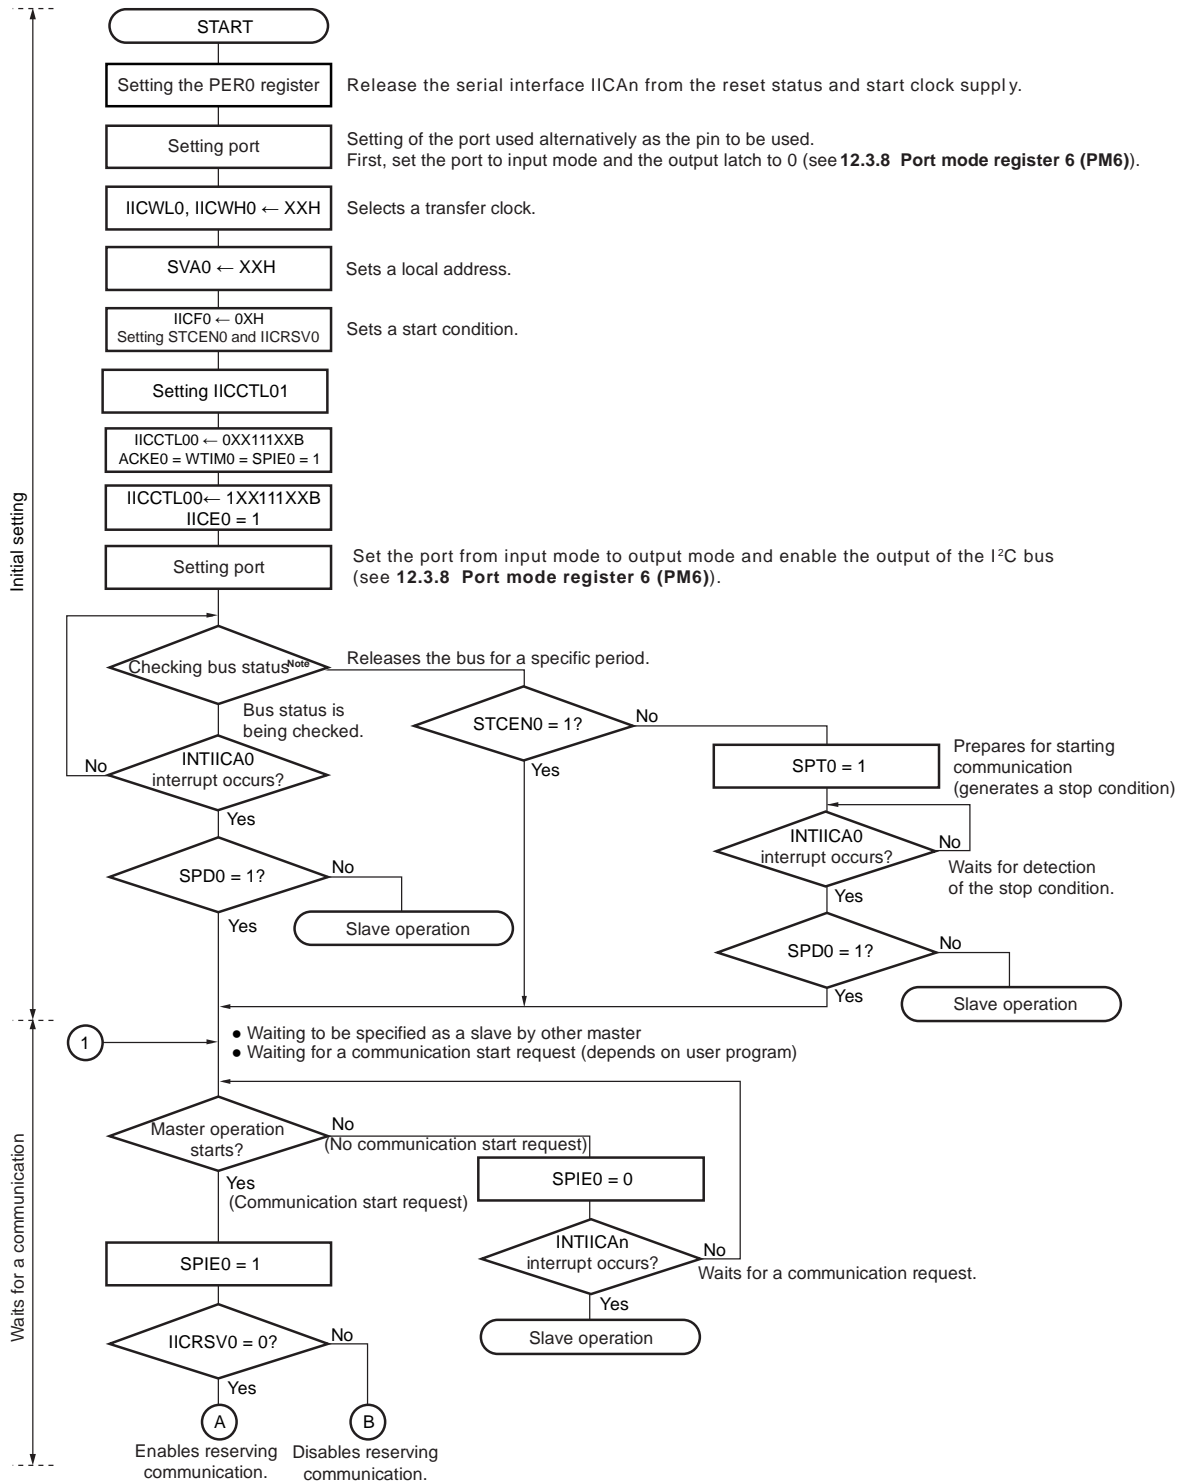 START
Setting the PER0 register
Release the serial interface IICAn from the reset status and start clock supply.
Setting port
Setting of the port used alternatively as the pin to be used.
First, set the port to input mode and the output latch to 0 (see 12.3.8 Port mode register 6 (PM6)).
IICWL0, IICWH0 ← XXH
Selects a transfer clock.
SVA0 ← XXH
Sets a local address.
IICF0 ← 0XH
Setting STCEN0 and IICRSV0
Sets a start condition.
Setting IICCTL01
IICCTL00 ← 0XX111XXB
ACKE0 = WTIM0 = SPIE0 = 1
IICCTL00← 1XX111XXB
IICE0 = 1
Setting port
Set the port from input mode to output mode and enable the output of the I²C bus
(see 12.3.8 Port mode register 6 (PM6)).
Initial setting
Checking bus status Note
Releases the bus for a specific period.
Bus status is
being checked.
STCEN0 = 1?
No
Yes
INTIICA0
interrupt occurs?
No
Yes
SPT0 = 1
Prepares for starting
communication
(generates a stop condition)
INTIICA0
interrupt occurs?
No
Waits for detection
of the stop condition.
Yes
SPD0 = 1?
No
Yes
Slave operation
SPD0 = 1?
No
Yes
Slave operation
1
● Waiting to be specified as a slave by other master
● Waiting for a communication start request (depends on user program)
Waits for a communication
Master operation
starts?
No
(No communication start request)
Yes
(Communication start request)
SPIE0 = 0
INTIICAn
interrupt occurs?
No
Waits for a communication request.
Yes
Slave operation
SPIE0 = 1
IICRSV0 = 0?
No
Yes
A
B
Enables reserving
communication.
Disables reserving
communication.